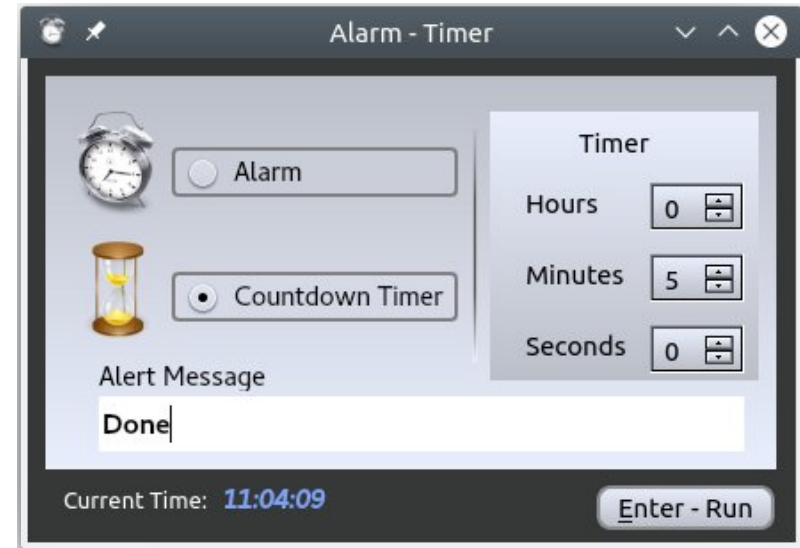 Alarm - Timer
Alarm
Countdown Timer
Timer
Hours 0
Minutes 5
Seconds 0
Alert Message
Done
Current Time: 11:04:09
Enter - Run